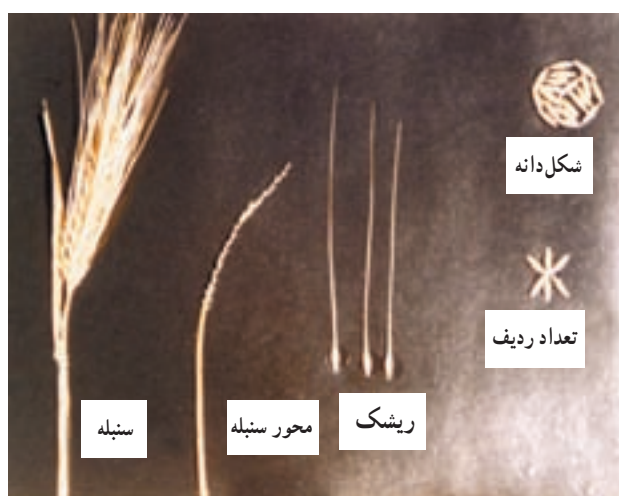 شکل‌دانه
تعداد ردیف
ریشک
محور سنبله
سنبله